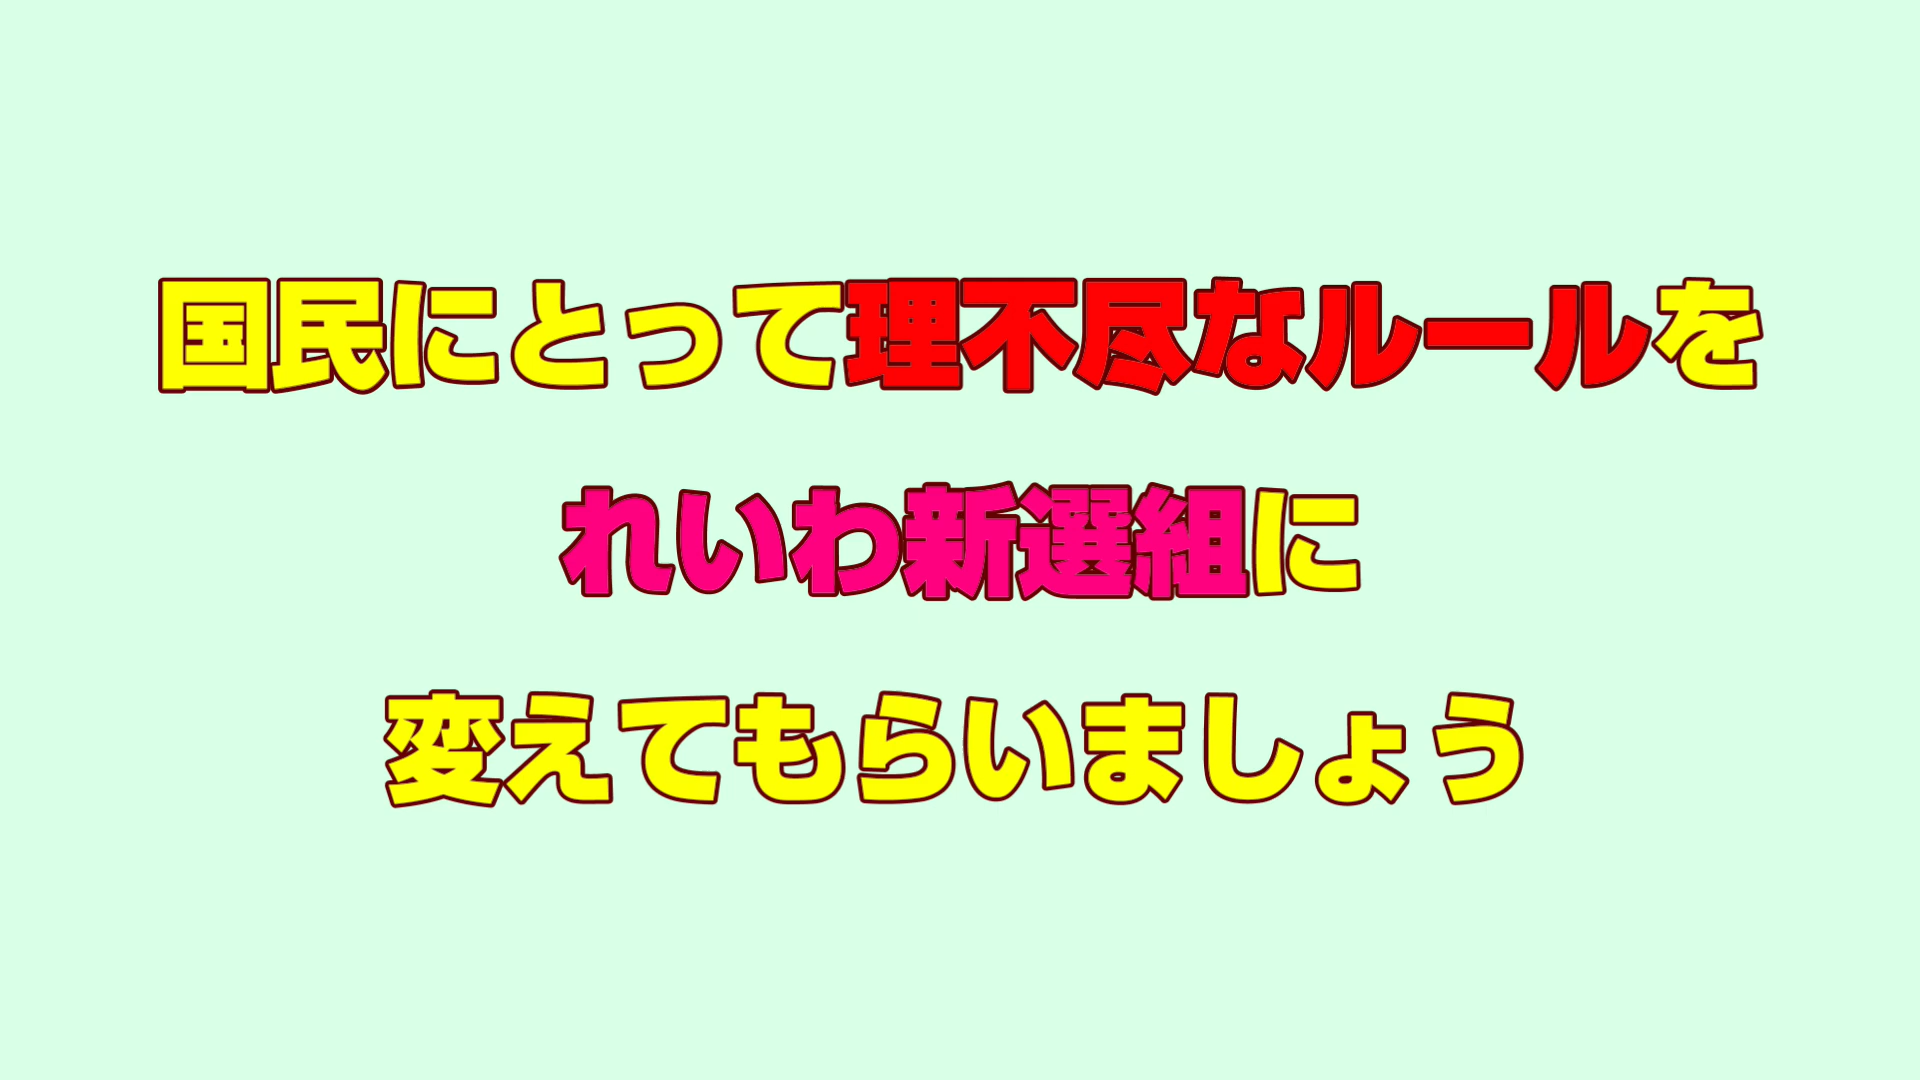 国民にとって理不尽なルールを
れいわ新選組に
変えてもらいましょう